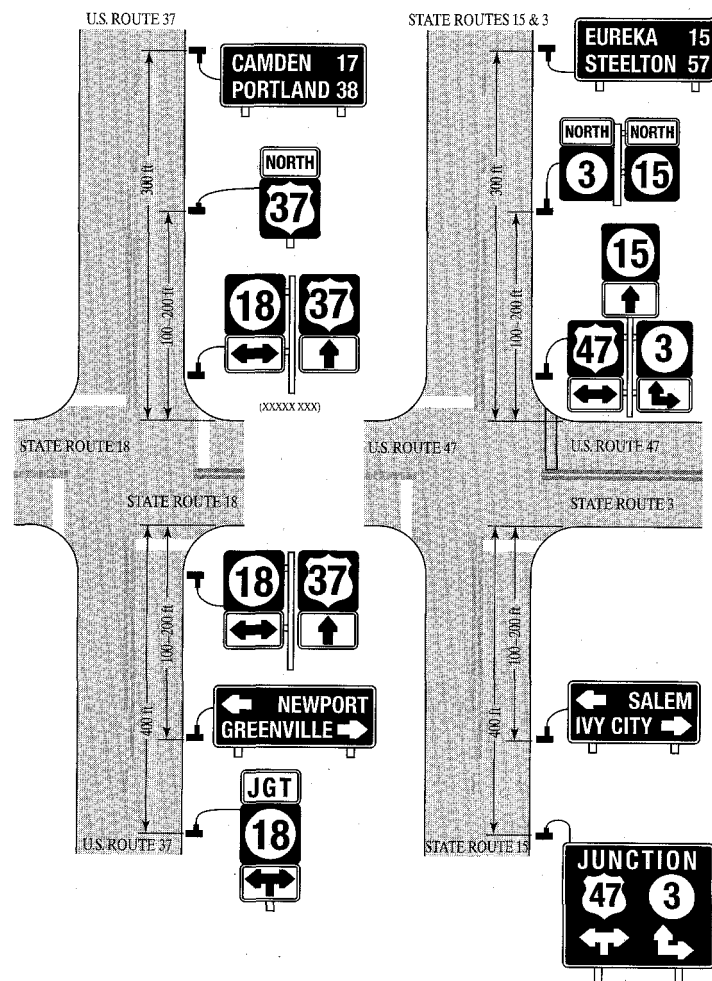 U.S. ROUTE 37
CAMDEN 17
PORTLAND 38
300 ft
NORTH
37
100–200 ft
18
37
(XXXXX XXX)
STATE ROUTE 18
STATE ROUTE 18
18
37
100–200 ft
400 ft
NEWPORT
GREENVILLE
JGT
18
U.S. ROUTE 37
STATE ROUTES 15 & 3
EUREKA 15
STEELTON 57
300 ft
NORTH NORTH
3 15
100–200 ft
15
47 3
U.S. ROUTE 47
U.S. ROUTE 47
STATE ROUTE 3
100–200 ft
400 ft
SALEM
IVY CITY
STATE ROUTE 15
JUNCTION
47 3